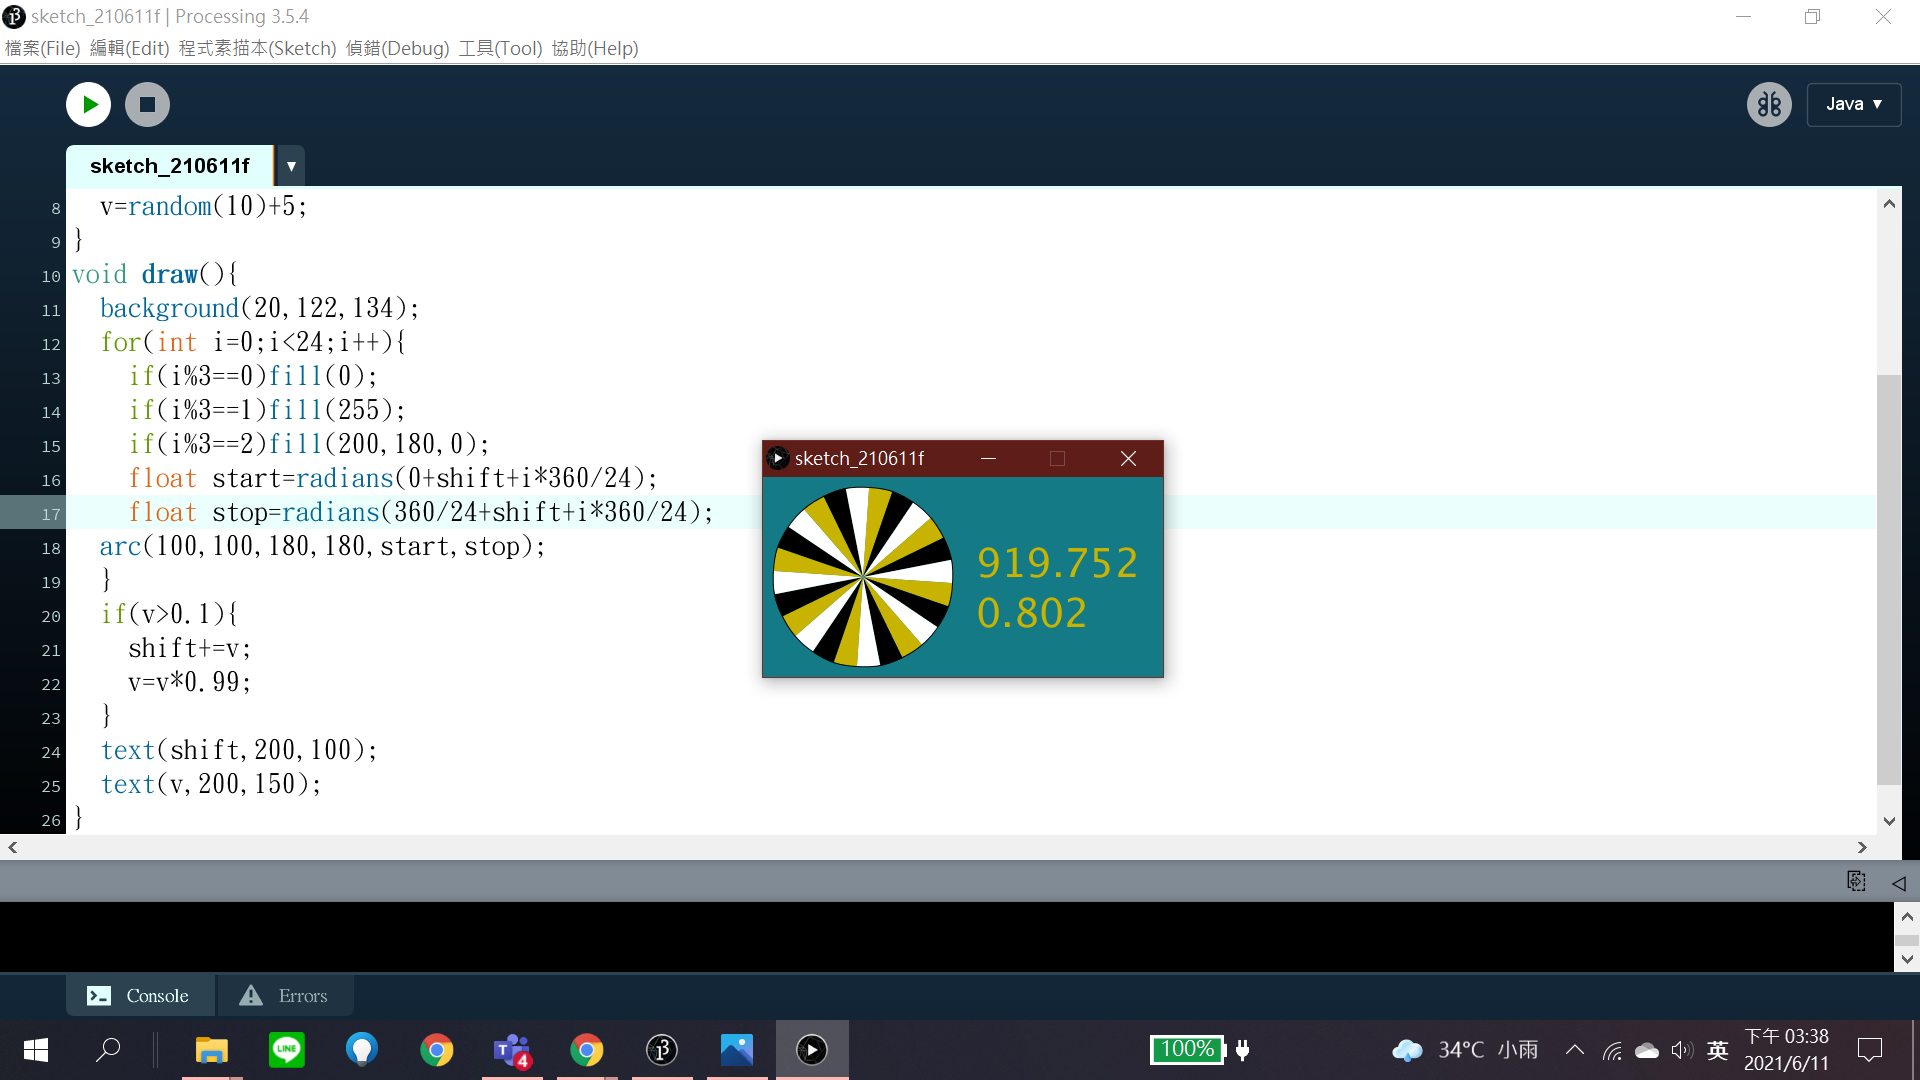 sketch_210611f | Processing 3.5.4
檔案(File) 編輯(Edit) 程式素描本(Sketch) 偵錯(Debug) 工具(Tool) 協助(Help)
Java ▼
sketch_210611f ▼
8 v=random(10)+5;
9 }
10 void draw(){
11 background(20,122,134);
12 for(int i=0;i<24;i++){
13 if(i%3==0)fill(0);
14 if(i%3==1)fill(255);
15 if(i%3==2)fill(200,180,0);
16 float start=radians(0+shift+i*360/24);
17 float stop=radians(360/24+shift+i*360/24);
18 arc(100,100,180,180,start,stop);
19 }
20 if(v>0.1){
21 shift+=v;
22 v=v*0.99;
23 }
24 text(shift,200,100);
25 text(v,200,150);
26 }
sketch_210611f
919.752
0.802
Console Errors
LINE
T 4
100%
34°C 小雨
英
下午 03:38
2021/6/11